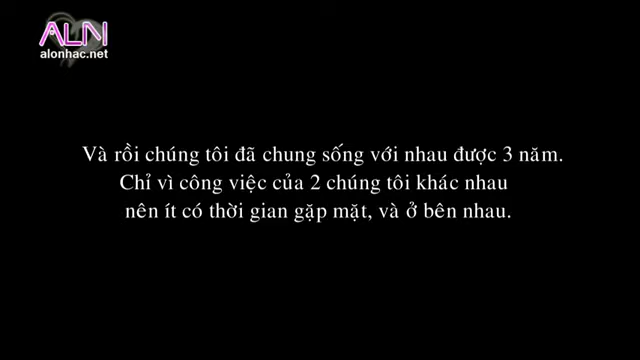 ALN
alonhac.net
Và rồi chúng tôi đã chung sống với nhau được 3 năm.
Chỉ vì công việc của 2 chúng tôi khác nhau
nên ít có thời gian gặp mặt, và ở bên nhau.